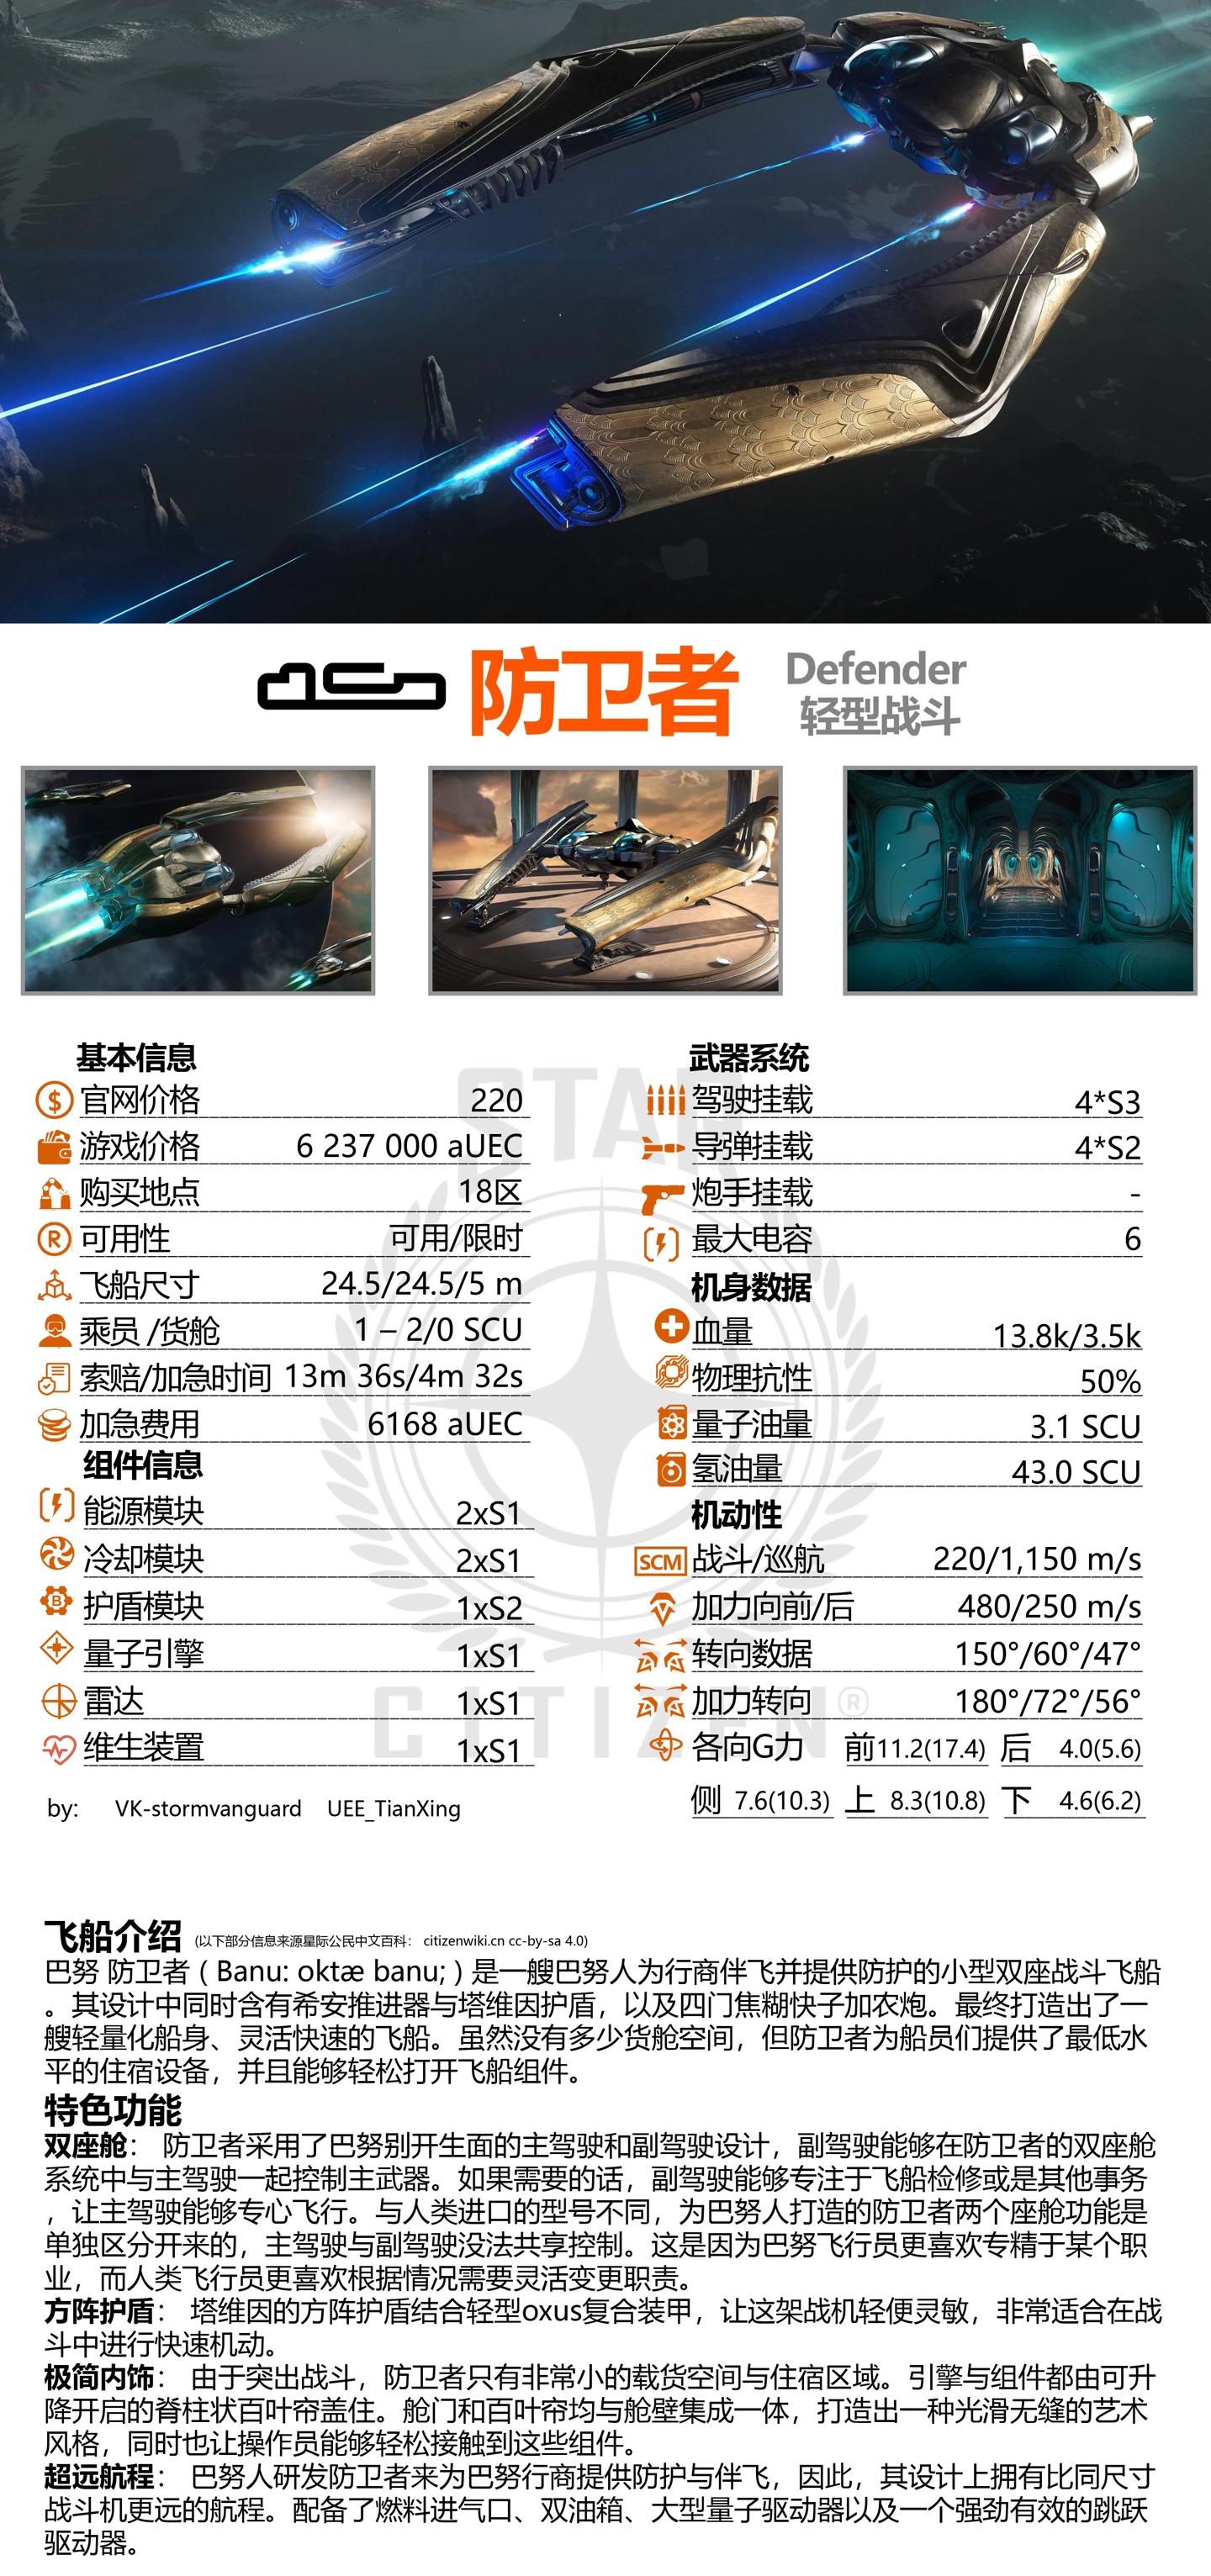 防卫者
Defender
轻型战斗
STAR
CITIZEN®
基本信息
官网价格 220
游戏价格 6 237 000 aUEC
购买地点 18区
可用性 可用/限时
飞船尺寸 24.5/24.5/5 m
乘员 /货舱 1 – 2/0 SCU
索赔/加急时间 13m 36s/4m 32s
加急费用 6168 aUEC
组件信息
能源模块 2xS1
冷却模块 2xS1
护盾模块 1xS2
量子引擎 1xS1
雷达 1xS1
维生装置 1xS1
by: VK-stormvanguard UEE_TianXing
武器系统
驾驶挂载 4*S3
导弹挂载 4*S2
炮手挂载 -
最大电容 6
机身数据
血量 13.8k/3.5k
物理抗性 50%
量子油量 3.1 SCU
氢油量 43.0 SCU
机动性
SCM 战斗/巡航 220/1,150 m/s
加力向前/后 480/250 m/s
转向数据 150°/60°/47°
加力转向 180°/72°/56°
各向G力 前11.2(17.4) 后 4.0(5.6)
侧 7.6(10.3) 上 8.3(10.8) 下 4.6(6.2)
飞船介绍 (以下部分信息来源星际公民中文百科： citizenwiki.cn cc-by-sa 4.0)
巴努 防卫者 ( Banu: oktæ banu; ) 是一艘巴努人为行商伴飞并提供防护的小型双座战斗飞船
。其设计中同时含有希安推进器与塔维因护盾，以及四门焦糊快子加农炮。最终打造出了一
艘轻量化船身、灵活快速的飞船。虽然没有多少货舱空间，但防卫者为船员们提供了最低水
平的住宿设备，并且能够轻松打开飞船组件。
特色功能
双座舱： 防卫者采用了巴努别开生面的主驾驶和副驾驶设计，副驾驶能够在防卫者的双座舱
系统中与主驾驶一起控制主武器。如果需要的话，副驾驶能够专注于飞船检修或是其他事务
，让主驾驶能够专心飞行。与人类进口的型号不同，为巴努人打造的防卫者两个座舱功能是
单独区分开来的，主驾驶与副驾驶没法共享控制。这是因为巴努飞行员更喜欢专精于某个职
业，而人类飞行员更喜欢根据情况需要灵活变更职责。
方阵护盾： 塔维因的方阵护盾结合轻型oxus复合装甲，让这架战机轻便灵敏，非常适合在战
斗中进行快速机动。
极简内饰： 由于突出战斗，防卫者只有非常小的载货空间与住宿区域。引擎与组件都由可升
降开启的脊柱状百叶帘盖住。舱门和百叶帘均与舱壁集成一体，打造出一种光滑无缝的艺术
风格，同时也让操作员能够轻松接触到这些组件。
超远航程： 巴努人研发防卫者来为巴努行商提供防护与伴飞，因此，其设计上拥有比同尺寸
战斗机更远的航程。配备了燃料进气口、双油箱、大型量子驱动器以及一个强劲有效的跳跃
驱动器。